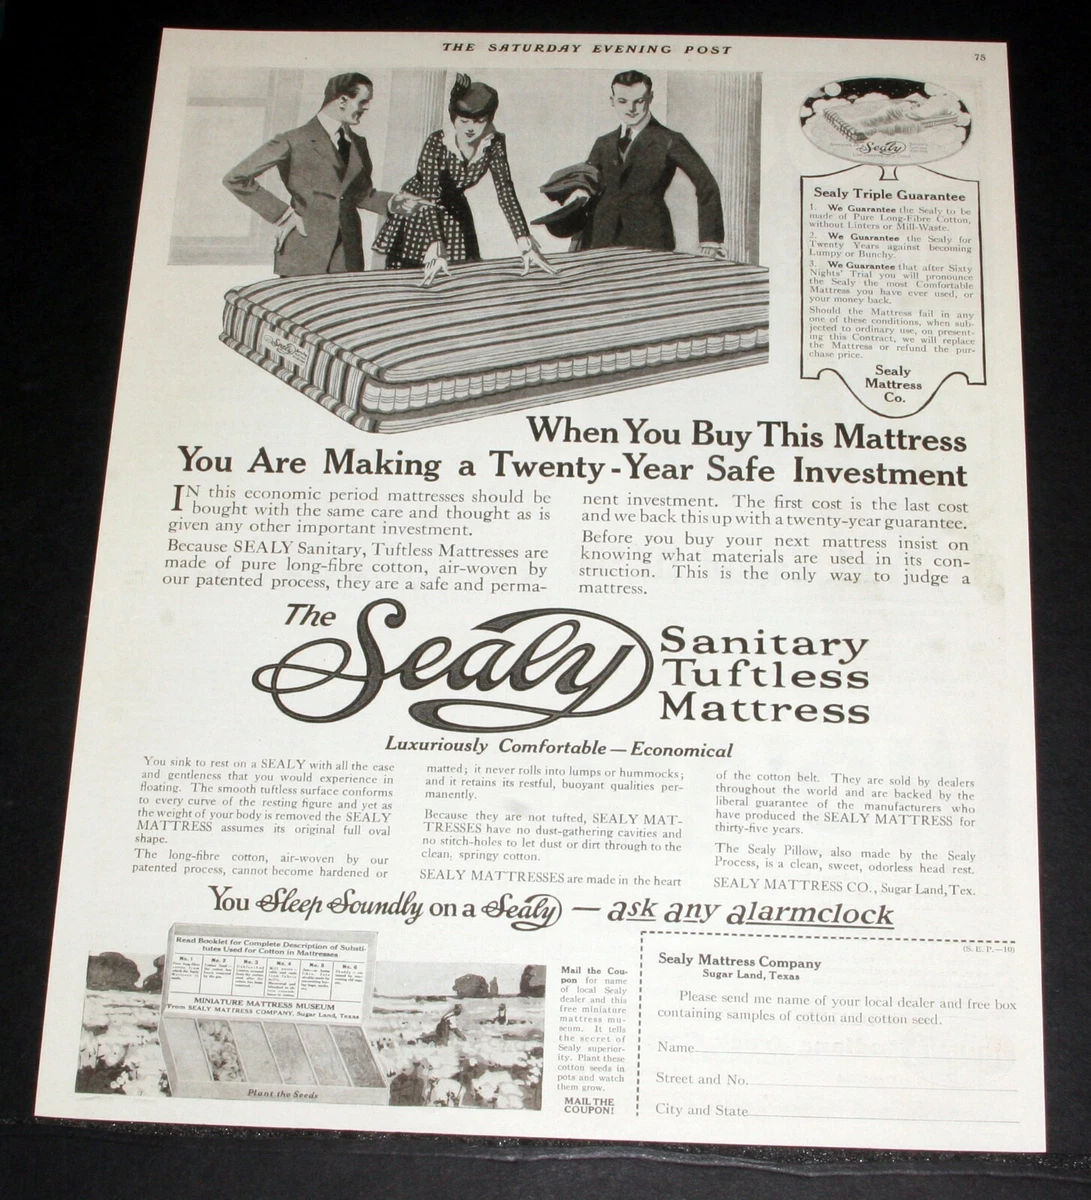 THE SATURDAY EVENING POST
75
Sealy
Sealy Triple Guarantee
1. We Guarantee the Sealy to be
made of Pure Long-Fibre Cotton,
without Linters or Mill-Waste.
2. We Guarantee the Sealy for
Twenty Years against becoming
Lumpy or Bunchy.
3. We Guarantee that after Sixty
Nights' Trial you will pronounce
the Sealy the most Comfortable
Mattress you have ever used, or
your money back.
Should the Mattress fail in any
one of these conditions, when sub-
jected to ordinary use, on present-
ing this Contract, we will replace
the Mattress or refund the pur-
chase price.
Sealy
Mattress
Co.
Sealy
When You Buy This Mattress
You Are Making a Twenty-Year Safe Investment
IN this economic period mattresses should be
bought with the same care and thought as is
given any other important investment.
Because SEALY Sanitary, Tuftless Mattresses are
made of pure long-fibre cotton, air-woven by
our patented process, they are a safe and perma-
nent investment. The first cost is the last cost
and we back this up with a twenty-year guarantee.
Before you buy your next mattress insist on
knowing what materials are used in its con-
struction. This is the only way to judge a
mattress.
The Sealy Sanitary
Tuftless
Mattress
Luxuriously Comfortable — Economical
You sink to rest on a SEALY with all the ease
and gentleness that you would experience in
floating. The smooth tuftless surface conforms
to every curve of the resting figure and yet as
the weight of your body is removed the SEALY
MATTRESS assumes its original full oval
shape.
The long-fibre cotton, air-woven by our
patented process, cannot become hardened or
matted; it never rolls into lumps or hummocks;
and it retains its restful, buoyant qualities per-
manently.
Because they are not tufted, SEALY MAT-
TRESSES have no dust-gathering cavities and
no stitch-holes to let dust or dirt through to the
clean, springy cotton.
SEALY MATTRESSES are made in the heart
of the cotton belt. They are sold by dealers
throughout the world and are backed by the
liberal guarantee of the manufacturers who
have produced the SEALY MATTRESS for
thirty-five years.
The Sealy Pillow, also made by the Sealy
Process, is a clean, sweet, odorless head rest.
SEALY MATTRESS CO., Sugar Land, Tex.
You Sleep Soundly on a Sealy — ask any alarmclock
Read Booklet for Complete Description of Substi-
tutes Used for Cotton in Mattresses
No. 1 No. 2 No. 3 No. 4 No. 5 No. 6
MINIATURE MATTRESS MUSEUM
From SEALY MATTRESS COMPANY, Sugar Land, Texas
Plant the Seeds
Mail the Cou-
pon for name
of local Sealy
dealer and this
free miniature
mattress mu-
seum. It tells
the secret of
Sealy superior-
ity. Plant these
cotton seeds in
pots and watch
them grow.
MAIL THE
COUPON!
(S. E. P.—10)
Sealy Mattress Company
Sugar Land, Texas
Please send me name of your local dealer and free box
containing samples of cotton and cotton seed.
Name
Street and No.
City and State